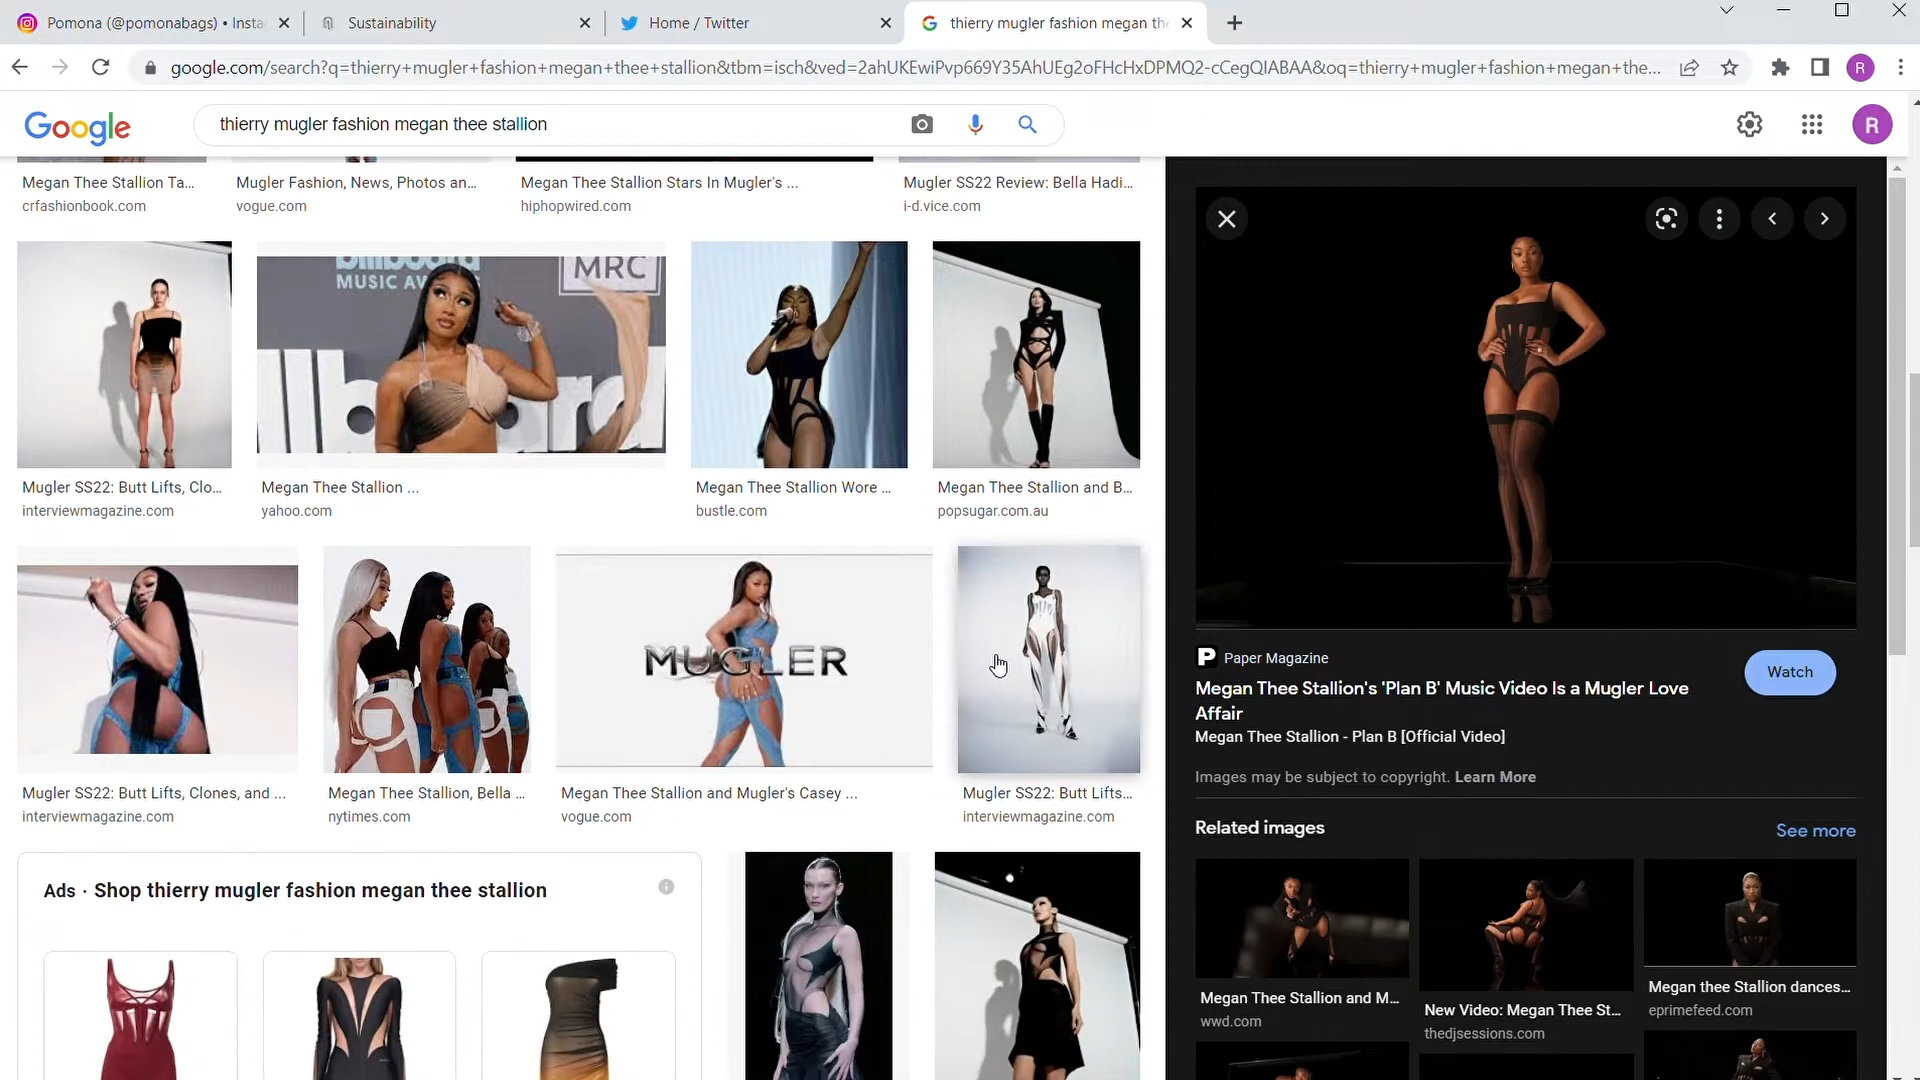 Pomona (@pomonabags) • Insta
Sustainability
Home / Twitter
thierry mugler fashion megan the
google.com/search?q=thierry+mugler+fashion+megan+thee+stallion&tbm=isch&ved=2ahUKEwiPvp669Y35AhUEg2oFHcHxDPMQ2-cCegQIABAA&oq=thierry+mugler+fashion+megan+the...
R
Google
thierry mugler fashion megan thee stallion
R
Megan Thee Stallion Ta...
Mugler Fashion, News, Photos an...
Megan Thee Stallion Stars In Mugler's ...
Mugler SS22 Review: Bella Hadi...
crfashionbook.com
vogue.com
hiphopwired.com
i-d.vice.com
billboard
MUSIC AW
MRC
Mugler SS22: Butt Lifts, Clo...
Megan Thee Stallion ...
Megan Thee Stallion Wore ...
Megan Thee Stallion and B...
interviewmagazine.com
yahoo.com
bustle.com
popsugar.com.au
MUGLER
Mugler SS22: Butt Lifts, Clones, and ...
Megan Thee Stallion, Bella ...
Megan Thee Stallion and Mugler's Casey ...
Mugler SS22: Butt Lifts...
interviewmagazine.com
nytimes.com
vogue.com
interviewmagazine.com
Ads · Shop thierry mugler fashion megan thee stallion
P Paper Magazine
Watch
Megan Thee Stallion's 'Plan B' Music Video Is a Mugler Love
Affair
Megan Thee Stallion - Plan B [Official Video]
Images may be subject to copyright. Learn More
Related images
See more
Megan Thee Stallion and M...
wwd.com
New Video: Megan Thee St...
thedjsessions.com
Megan thee Stallion dances...
eprimefeed.com